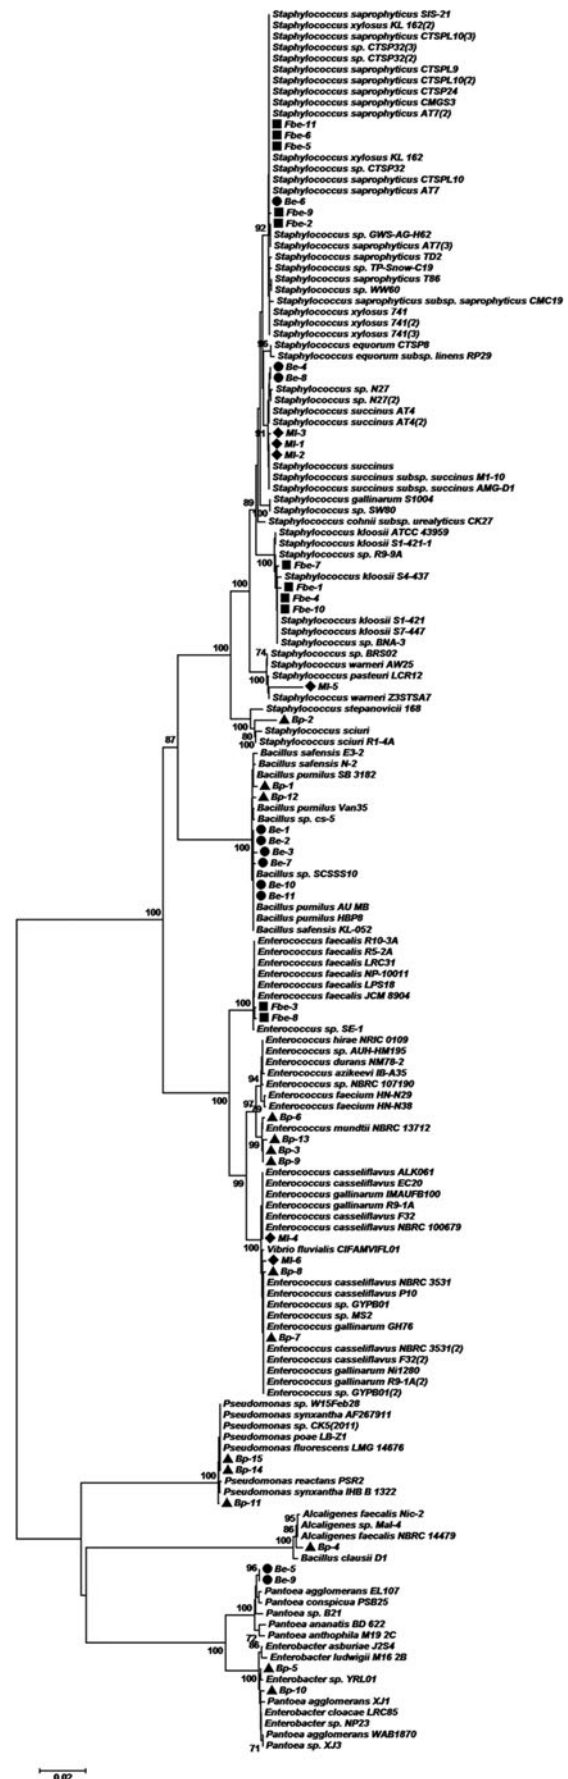 Staphylococcus saprophyticus SIS-21
Staphylococcus xylosus KL 162(2)
Staphylococcus saprophyticus CTSPL10(3)
Staphylococcus sp. CTSP32(3)
Staphylococcus sp. CTSP32(2)
Staphylococcus saprophyticus CTSPL9
Staphylococcus saprophyticus CTSPL10(2)
Staphylococcus saprophyticus CTSP24
Staphylococcus saprophyticus CMGS3
Staphylococcus saprophyticus AT7(2)
Fbe-11
Fbe-6
Fbe-5
Staphylococcus xylosus KL 162
Staphylococcus sp. CTSP32
Staphylococcus saprophyticus CTSPL10
Staphylococcus saprophyticus AT7
Be-6
Fbe-9
Fbe-2
92
Staphylococcus sp. GWS-AG-H62
Staphylococcus saprophyticus AT7(3)
Staphylococcus saprophyticus TD2
Staphylococcus sp. TP-Snow-C19
Staphylococcus saprophyticus T86
Staphylococcus sp. WW60
Staphylococcus saprophyticus subsp. saprophyticus CMC19
Staphylococcus xylosus 741
Staphylococcus xylosus 741(2)
Staphylococcus xylosus 741(3)
Staphylococcus equorum CTSP8
Staphylococcus equorum subsp. linens RP29
Be-4
Be-8
Staphylococcus sp. N27
Staphylococcus sp. N27(2)
Staphylococcus succinus AT4
Staphylococcus succinus AT4(2)
MI-3
MI-1
MI-2
Staphylococcus succinus
Staphylococcus succinus subsp. succinus M1-10
Staphylococcus succinus subsp. succinus AMG-D1
Staphylococcus gallinarum S1004
89
Staphylococcus sp. SW80
100
Staphylococcus cohnii subsp. urealyticus CK27
Staphylococcus kloosii ATCC 43959
Staphylococcus kloosii S1-421-1
Staphylococcus sp. R9-9A
100
Fbe-7
Staphylococcus kloosii S4-437
100
Fbe-1
Fbe-4
Fbe-10
Staphylococcus kloosii S1-421
Staphylococcus kloosii S7-447
Staphylococcus sp. BNA-3
74
Staphylococcus sp. BRS02
100
Staphylococcus warneri AW25
Staphylococcus pasteuri LCR12
100
MI-5
Staphylococcus warneri Z3STSA7
Staphylococcus stepanovicii 168
Bp-2
100
Staphylococcus sciuri
80
87
Staphylococcus sciuri R1-4A
100
Bacillus safensis E3-2
Bacillus safensis N-2
Bacillus pumilus SB 3182
Bp-1
Bp-12
Bacillus pumilus Van35
Bacillus sp. cs-5
Be-1
Be-2
100
Be-3
Be-7
Bacillus sp. SCSSS10
Be-10
Be-11
Bacillus pumilus AU MB
100
Bacillus pumilus HBP8
Bacillus safensis KL-052
Enterococcus faecalis R10-3A
Enterococcus faecalis R5-2A
Enterococcus faecalis LRC31
Enterococcus faecalis NP-10011
Enterococcus faecalis LPS18
Enterococcus faecalis JCM 8904
100
Fbe-3
Fbe-8
Enterococcus sp. SE-1
Enterococcus hirae NRIC 0109
Enterococcus sp. AUH-HM195
Enterococcus durans NM78-2
Enterococcus azikeevi IB-A35
94
Enterococcus sp. NBRC 107190
Enterococcus faecium HN-N29
100
97
Enterococcus faecium HN-N38
Bp-6
Enterococcus mundtii NBRC 13712
Bp-13
99
Bp-3
Bp-9
Enterococcus casseliflavus ALK061
99
Enterococcus casseliflavus EC20
Enterococcus gallinarum IMAUFB100
Enterococcus gallinarum R9-1A
Enterococcus casseliflavus F32
Enterococcus casseliflavus NBRC 100679
MI-4
100
Vibrio fluvialis CIFAMVIFL01
MI-6
Bp-8
Enterococcus casseliflavus NBRC 3531
Enterococcus casseliflavus P10
Enterococcus sp. GYPB01
Enterococcus sp. MS2
Enterococcus gallinarum GH76
Bp-7
Enterococcus casseliflavus NBRC 3531(2)
Enterococcus casseliflavus F32(2)
Enterococcus gallinarum Ni1280
Enterococcus gallinarum R9-1A(2)
Enterococcus sp. GYPB01(2)
Pseudomonas sp. W15Feb28
Pseudomonas synxantha AF267911
Pseudomonas sp. CK5(2011)
Pseudomonas poae LB-Z1
Pseudomonas fluorescens LMG 14676
Bp-15
Bp-14
100
Pseudomonas reactans PSR2
Pseudomonas synxantha IHB B 1322
Bp-11
95
Alcaligenes faecalis Nic-2
Alcaligenes sp. Mal-4
86
Alcaligenes faecalis NBRC 14479
100
Bp-4
Bacillus clausii D1
96
Be-5
Be-9
Pantoea agglomerans EL107
Pantoea conspicua PSB25
100
Pantoea sp. B21
Pantoea ananatis BD 622
Pantoea anthophila M19 2C
72
86
Enterobacter asburiae J2S4
100
Enterobacter ludwigii M16 2B
Bp-5
100
Enterobacter sp. YRL01
Bp-10
Pantoea agglomerans XJ1
Enterobacter cloacae LRC85
Enterobacter sp. NP23
Pantoea agglomerans WAB1870
71
Pantoea sp. XJ3
0.02